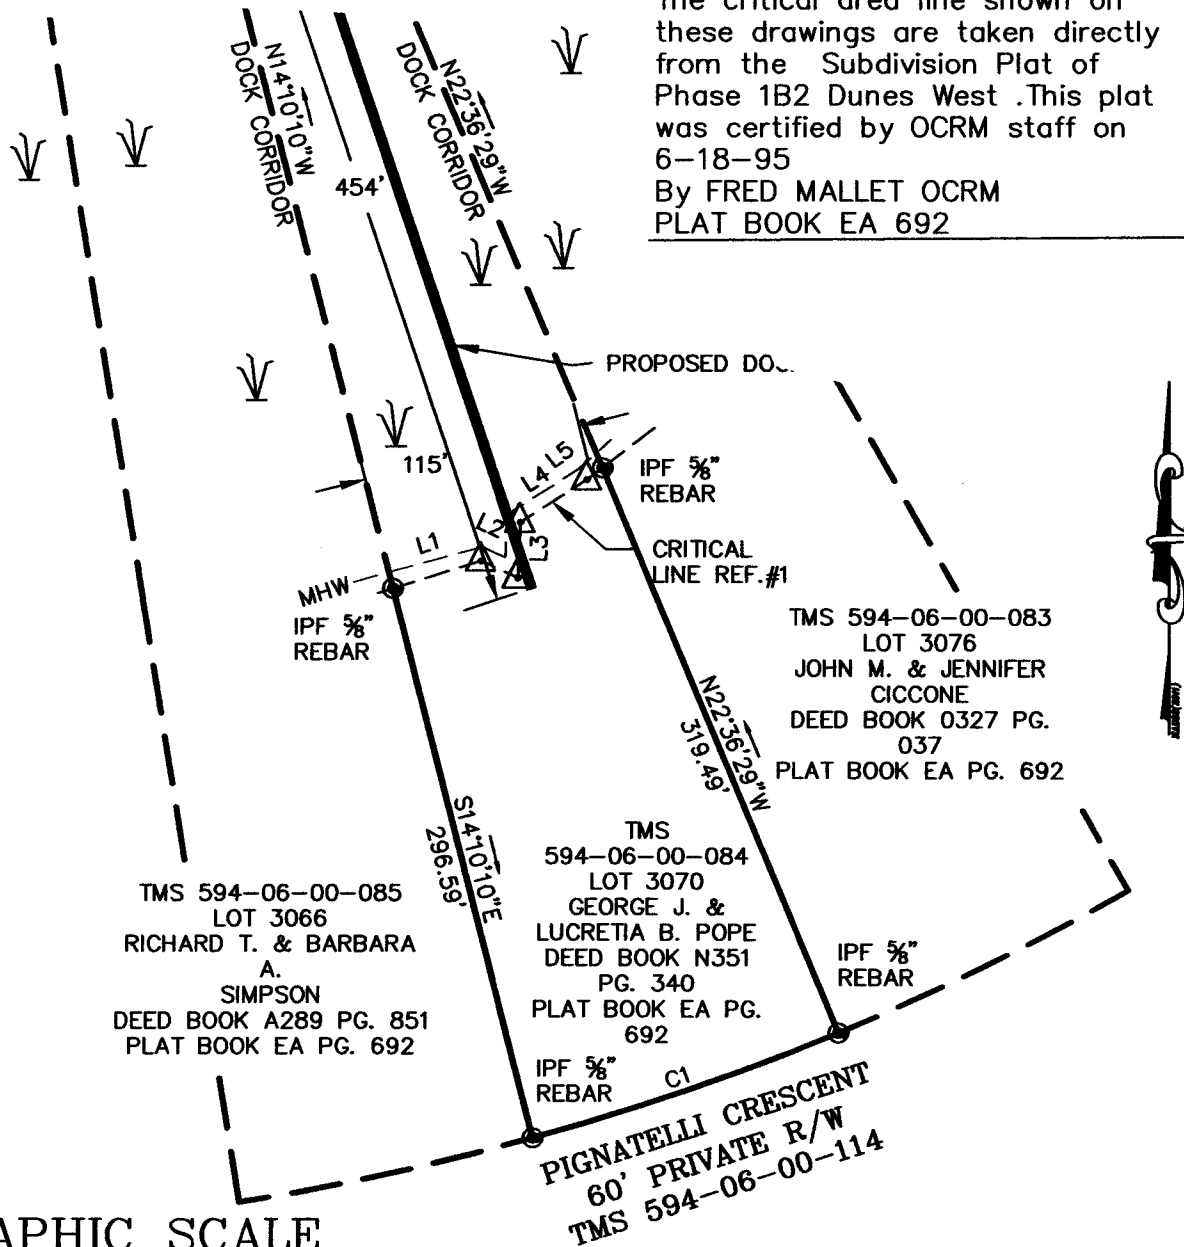 The critical area line shown on
these drawings are taken directly
from the Subdivision Plat of
Phase 1B2 Dunes West .This plat
was certified by OCRM staff on
6-18-95
By FRED MALLET OCRM
PLAT BOOK EA 692
N14°10'10"W
DOCK CORRIDOR
N22°36'29"W
DOCK CORRIDOR
454'
PROPOSED
115'
L1
L2
L3
L4
L5
MHW
IPF 5/8"
REBAR
IPF 5/8"
REBAR
CRITICAL
LINE REF.#1
TMS 594-06-00-083
LOT 3076
JOHN M. & JENNIFER
CICCONE
DEED BOOK 0327 PG.
037
PLAT BOOK EA PG. 692
N22°36'29"W
319.49'
S14°10'10"E
296.59'
TMS
594-06-00-084
LOT 3070
GEORGE J. &
LUCRETIA B. POPE
DEED BOOK N351
PG. 340
PLAT BOOK EA PG.
692
TMS 594-06-00-085
LOT 3066
RICHARD T. & BARBARA
A.
SIMPSON
DEED BOOK A289 PG. 851
PLAT BOOK EA PG. 692
IPF 5/8"
REBAR
IPF 5/8"
REBAR
C1
PIGNATELLI CRESCENT
60' PRIVATE R/W
TMS 594-06-00-114
APHIC SCALE